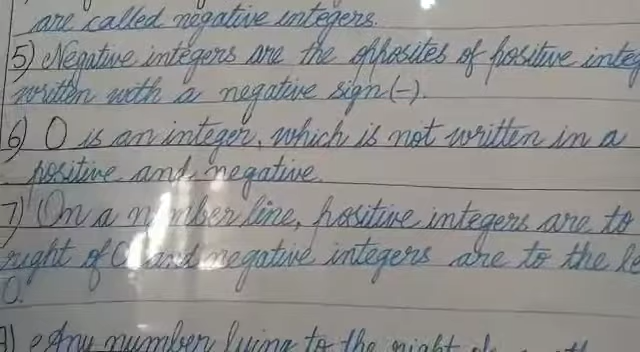 are called negative integers.
5) Negative integers are the opposites of positive integ
written with a negative sign (-).
6) 0 is an integer, which is not written in a
positive and negative.
7) On a number line, positive integers are to
right of 0 and negative integers are to the le
0.
Any number lying to the right